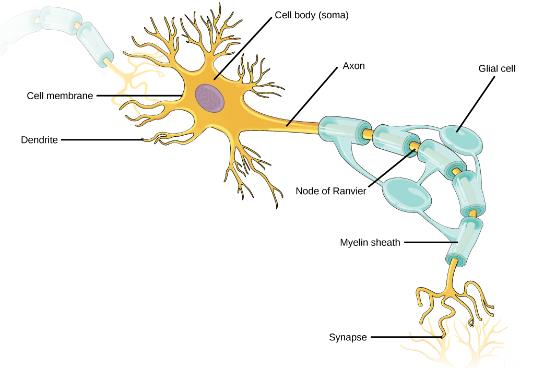 Cell body (soma)
Axon
Glial cell
Cell membrane
Dendrite
Node of Ranvier
Myelin sheath
Synapse